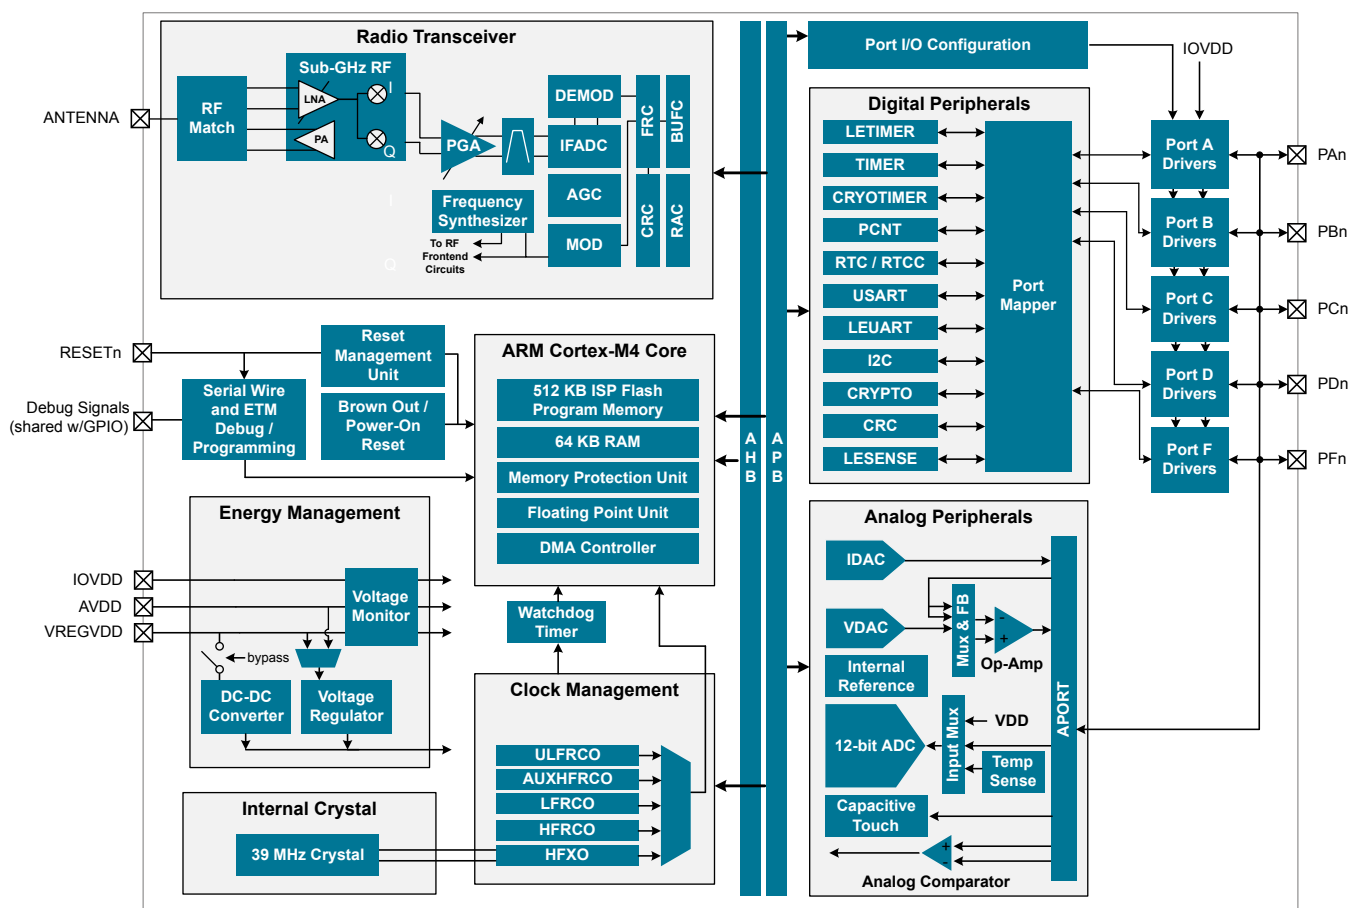 Radio Transceiver
ANTENNA
RF
Match
Sub-GHz RF
LNA
PA
I
Q
PGA
DEMOD
IFADC
AGC
MOD
FRC
BUFC
CRC
RAC
Frequency
Synthesizer
To RF
Frontend
Circuits
I
Q
RESETn
Debug Signals
(shared w/GPIO)
Reset
Management
Unit
Serial Wire
and ETM
Debug /
Programming
Brown Out /
Power-On
Reset
ARM Cortex-M4 Core
512 KB ISP Flash
Program Memory
64 KB RAM
Memory Protection Unit
Floating Point Unit
DMA Controller
Energy Management
IOVDD
AVDD
VREGVDD
Voltage
Monitor
bypass
DC-DC
Converter
Voltage
Regulator
Watchdog
Timer
Clock Management
ULFRCO
AUXHFRCO
LFRCO
HFRCO
HFXO
Internal Crystal
39 MHz Crystal
A
H
B
A
P
B
Port I/O Configuration
IOVDD
Digital Peripherals
LETIMER
TIMER
CRYOTIMER
PCNT
RTC / RTCC
USART
LEUART
I2C
CRYPTO
CRC
LESENSE
Port
Mapper
Port A
Drivers
Port B
Drivers
Port C
Drivers
Port D
Drivers
Port F
Drivers
PAn
PBn
PCn
PDn
PFn
Analog Peripherals
IDAC
VDAC
Mux & FB
-
+
Op-Amp
Internal
Reference
12-bit ADC
Input Mux
VDD
Temp
Sense
Capacitive
Touch
+
-
Analog Comparator
APORT